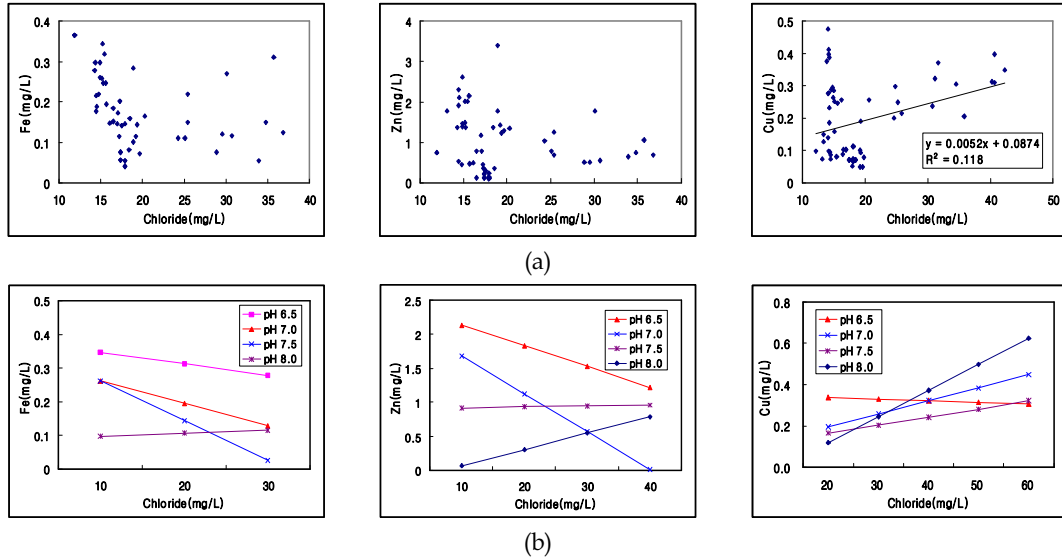 0.4
0.3
0.2
0.1
0
Fe(mg/L)
10 15 20 25 30 35 40
Chloride(mg/L)
4
3
2
1
0
Zn(mg/L)
10 15 20 25 30 35 40
Chloride(mg/L)
0.5
0.4
0.3
0.2
0.1
0
Cu(mg/L)
y = 0.0052x + 0.0874
R² = 0.118
10 20 30 40 50
Chloride(mg/L)
(a)
0.5
0.4
0.3
0.2
0.1
0
Fe(mg/L)
pH 6.5
pH 7.0
pH 7.5
pH 8.0
10 20 30
Chloride(mg/L)
2.5
2
1.5
1
0.5
0
Zn(mg/L)
pH 6.5
pH 7.0
pH 7.5
pH 8.0
10 20 30 40
Chloride(mg/L)
0.8
0.6
0.4
0.2
0.0
Cu(mg/L)
pH 6.5
pH 7.0
pH 7.5
pH 8.0
20 30 40 50 60
Chloride(mg/L)
(b)